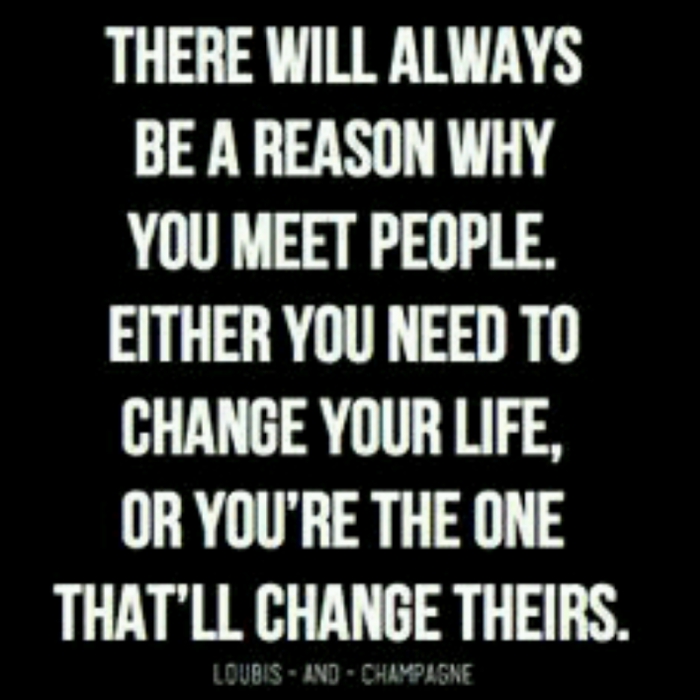 THERE WILL ALWAYS
BE A REASON WHY
YOU MEET PEOPLE.
EITHER YOU NEED TO
CHANGE YOUR LIFE,
OR YOU'RE THE ONE
THAT'LL CHANGE THEIRS.
LOUBIS - AND - CHAMPAGNE